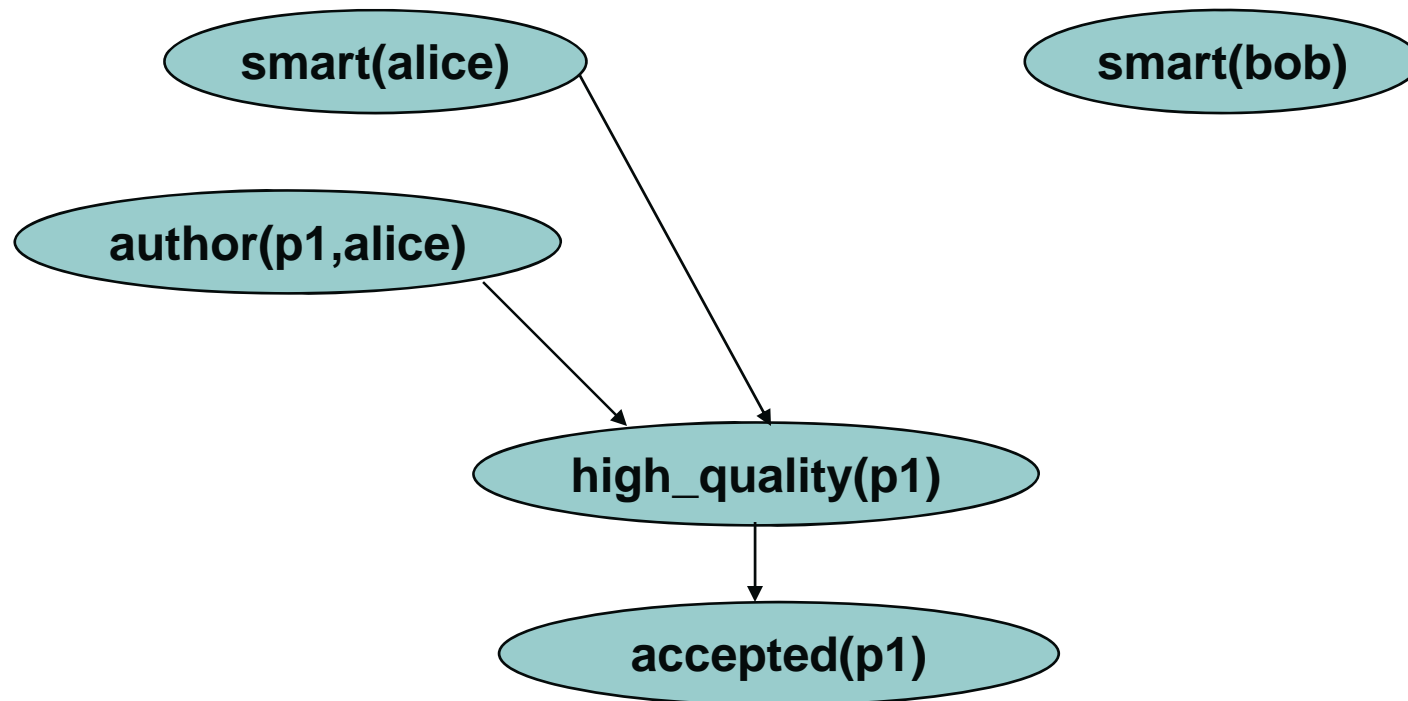 smart(alice)
smart(bob)
author(p1,alice)
high_quality(p1)
accepted(p1)